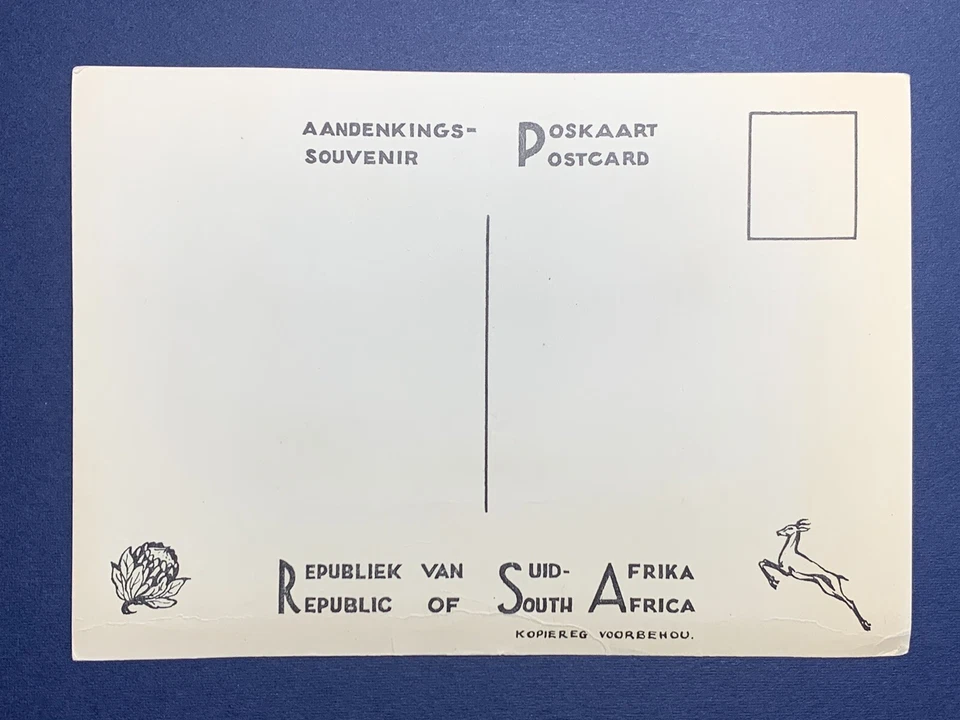 AANDENKINGS- POSKAART
SOUVENIR POSTCARD
REPUBLIEK VAN SUID- AFRIKA
REPUBLIC OF SOUTH AFRICA
KOPIEREG VOORBEHOU.